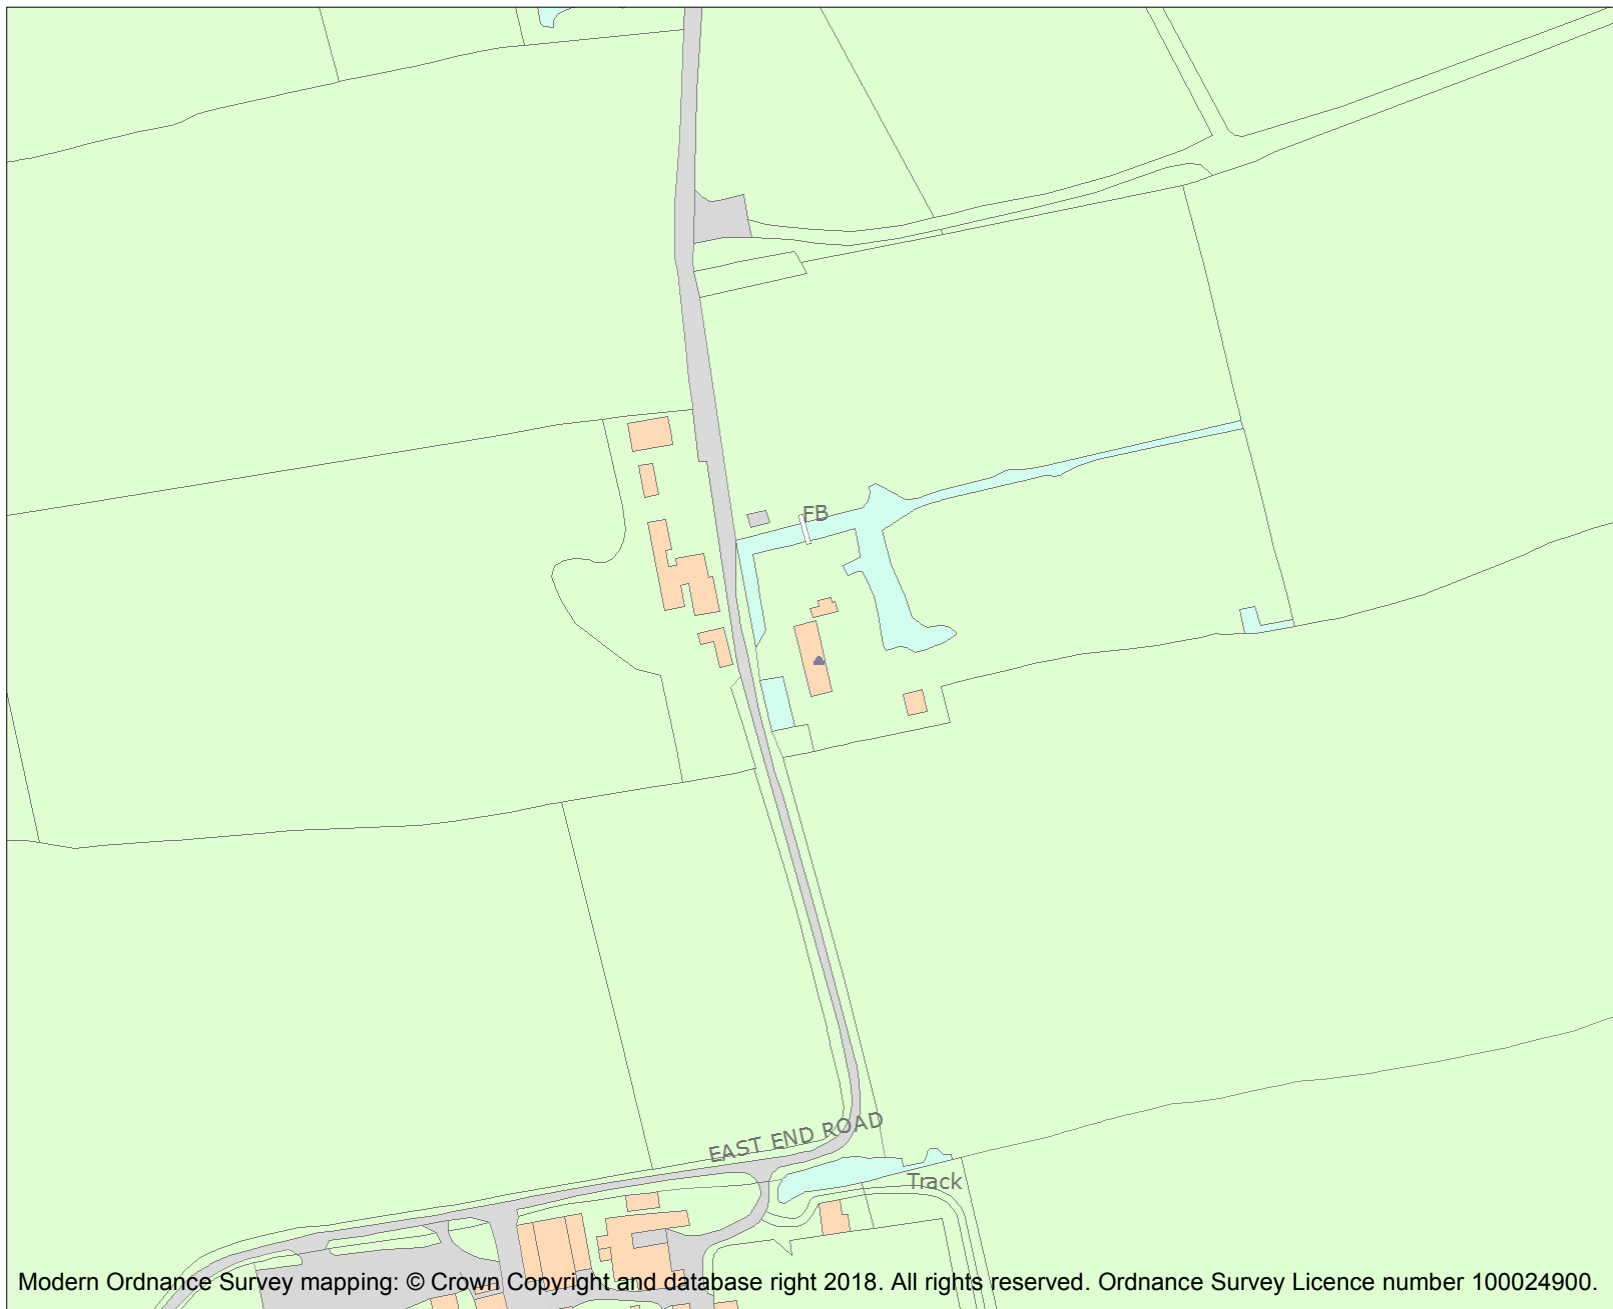 FB
EAST END ROAD
Track
Modern Ordnance Survey mapping: © Crown Copyright and database right 2018. All rights reserved. Ordnance Survey Licence number 100024900.